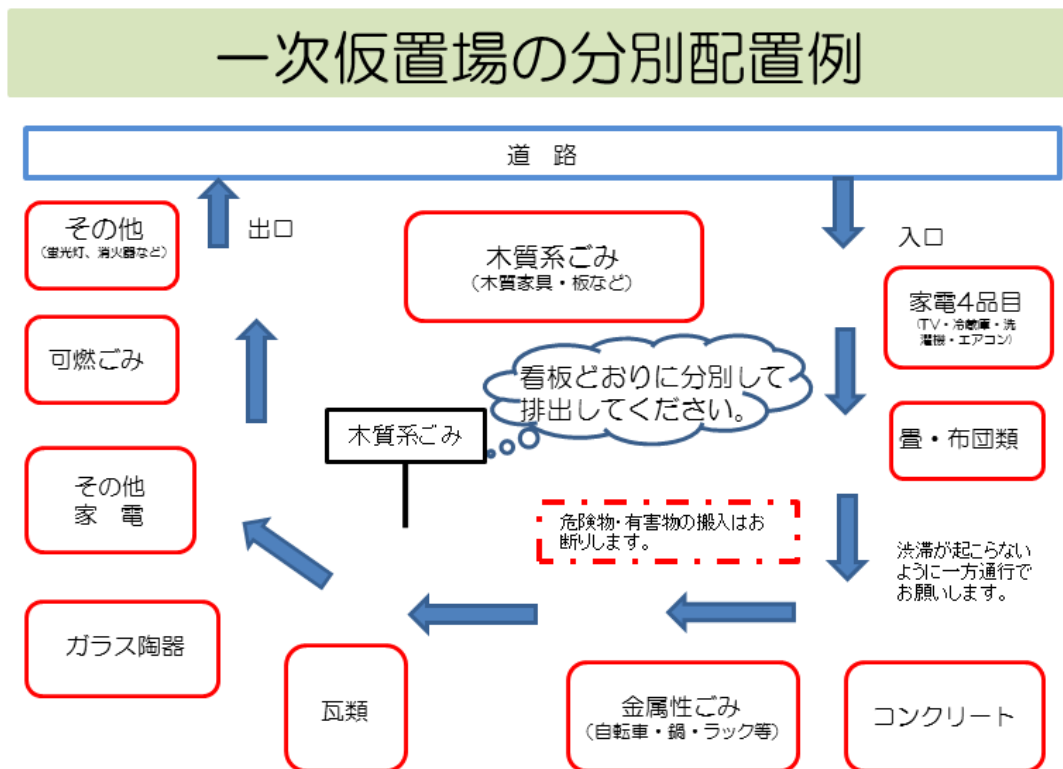 一次仮置場の分別配置例
道 路
その他
(蛍光灯、消火器など)
出口
木質系ごみ
(木質家具・板など)
入口
家電4品目
(TV・冷蔵庫・洗
濯機・エアコン)
可燃ごみ
看板どおりに分別して
排出してください。
木質系ごみ
畳・布団類
その他
家 電
危険物・有害物の搬入はお
断りします。
渋滞が起こらない
ように一方通行で
お願いします。
ガラス陶器
瓦類
金属性ごみ
(自転車・鍋・ラック等)
コンクリート